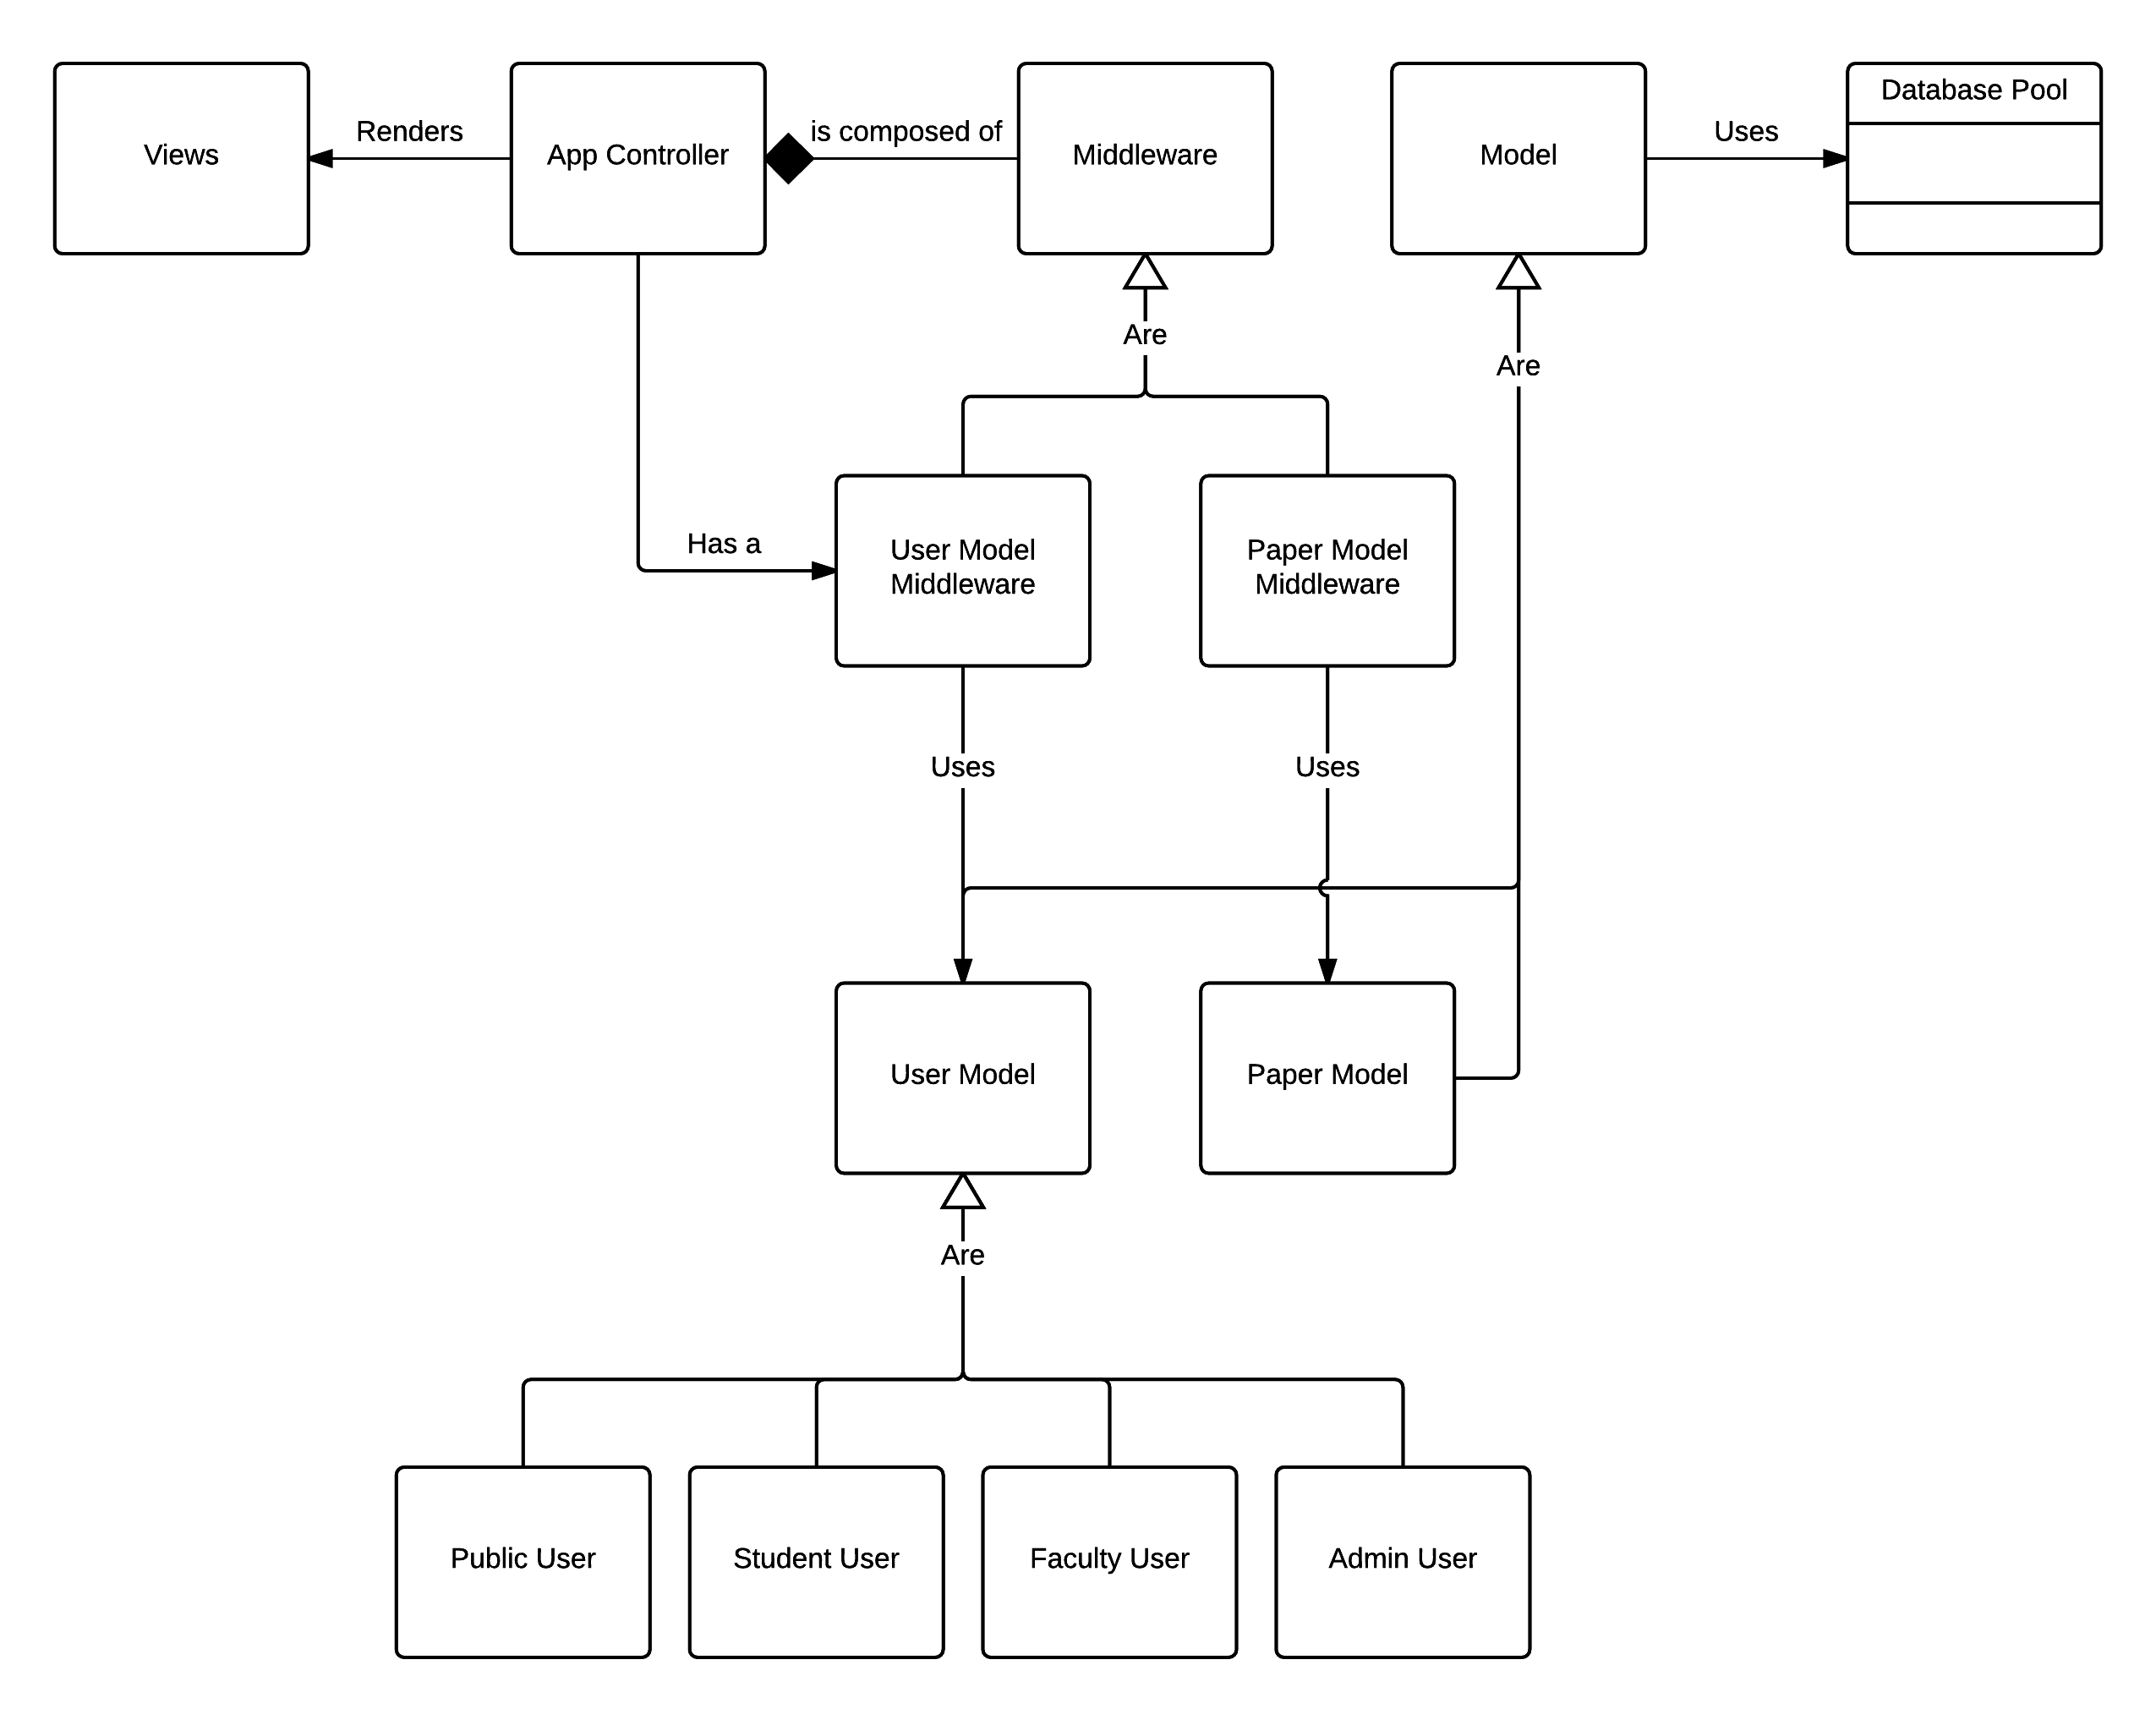 Database Pool
Renders
is composed of
Uses
Views
App Controller
Middleware
Model
Are
Are
Has a
User Model
Middleware
Paper Model
Middleware
Uses
Uses
User Model
Paper Model
Are
Public User
Student User
Faculty User
Admin User